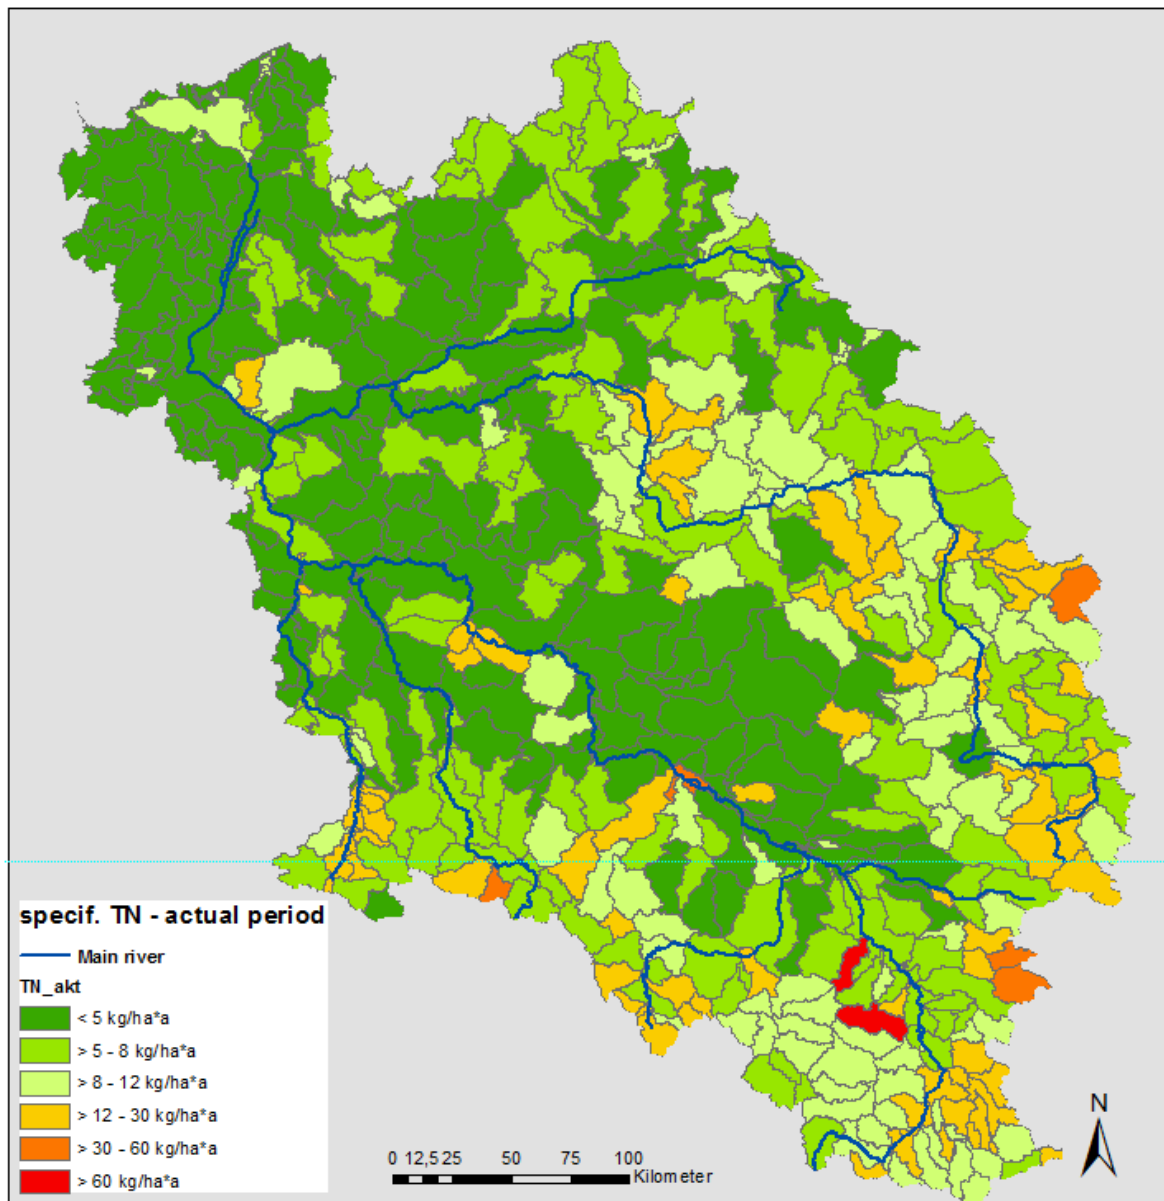 specif. TN - actual period
Main river
TN_akt
< 5 kg/ha*a
> 5 - 8 kg/ha*a
> 8 - 12 kg/ha*a
> 12 - 30 kg/ha*a
> 30 - 60 kg/ha*a
> 60 kg/ha*a
0 12,5 25 50 75 100
Kilometer
N